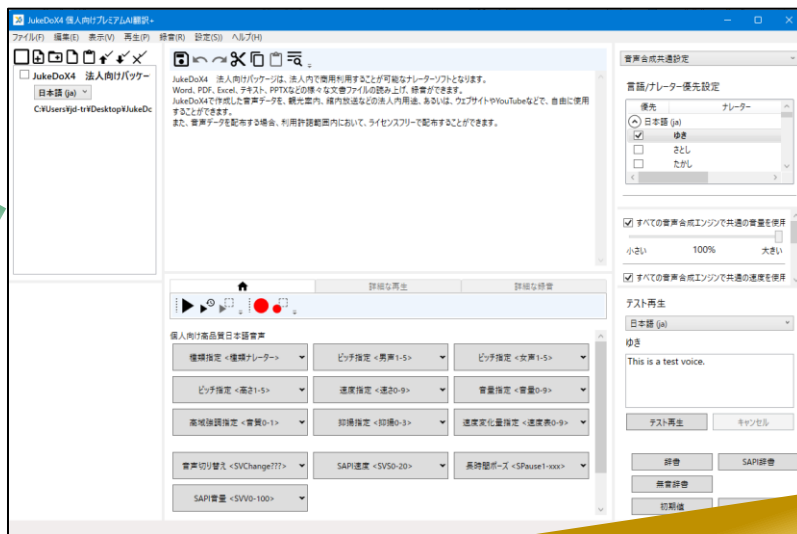 JukeDoX4 個人向けプレミアムAI翻訳+
ファイル(F) 編集(E) 表示(V) 再生(P) 録音(R) 設定(S)) ヘルプ(H)
JukeDoX4 法人向けパッケー
日本語 (ja)
C:¥Users¥jd-tr¥Desktop¥JukeDc
JukeDoX4 法人向けパッケージは、法人内で商用利用することが可能なナレーターソフトとなります。
Word、PDF、Excel、テキスト、PPTXなどの様々な文書ファイルの読み上げ、録音ができます。
JukeDoX4で作成した音声データを、観光案内、構内放送などの法人内用途、あるいは、ウェブサイトやYouTubeなどで、自由に使用
することができます。
また、音声データを配布する場合、利用許諾範囲内において、ライセンスフリーで配布することができます。
詳細な再生
詳細な録音
個人向け高品質日本語音声
種類指定 <種類ナレーター>
ピッチ指定 <男声1-5>
ピッチ指定 <女声1-5>
ピッチ指定 <高さ1-5>
速度指定 <速さ0-9>
音量指定 <音量0-9>
高域強調指定 <音質0-1>
抑揚指定 <抑揚0-3>
速度変化量指定 <速度表0-9>
音声切り替え <SVChange???>
SAPI速度 <SVS0-20>
長時間ポーズ <SPause1-xxx>
SAPI音量 <SVV0-100>
音声合成共通設定
言語/ナレーター優先設定
優先 ナレーター
日本語 (ja)
ゆき
さとし
たかし
すべての音声合成エンジンで共通の音量を使用
小さい 100% 大きい
すべての音声合成エンジンで共通の速度を使用
テスト再生
日本語 (ja)
ゆき
This is a test voice.
テスト再生 キャンセル
辞書 SAPI辞書
無音辞書
初期値